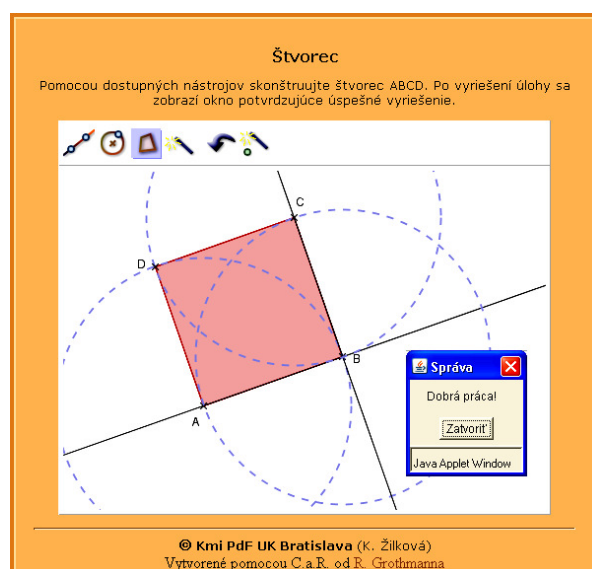 Štvorec
Pomocou dostupných nástrojov skonštruujte štvorec ABCD. Po vyriešení úlohy sa
zobrazí okno potvrdzujúce úspešné vyriešenie.
C
D
B
A
Správa
Dobrá práca!
Zatvoriť
Java Applet Window
© Kmi PdF UK Bratislava (K. Žilková)
Vytvorené pomocou C.a.R. od R. Grothmanna